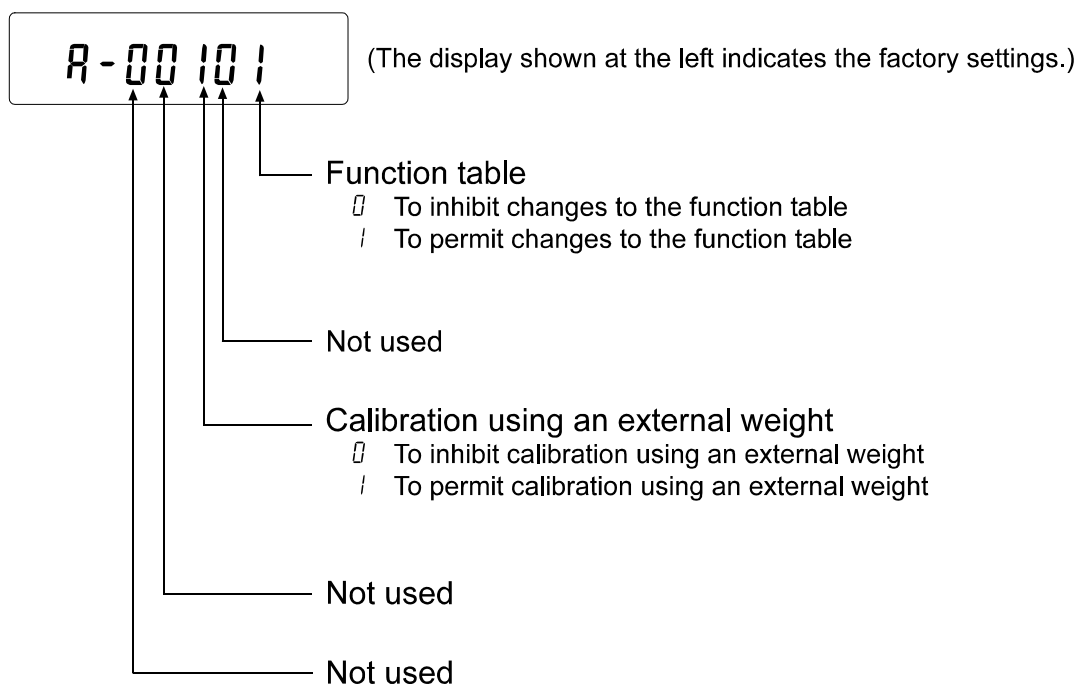 A-00101
(The display shown at the left indicates the factory settings.)
Function table
0 To inhibit changes to the function table
1 To permit changes to the function table
Not used
Calibration using an external weight
0 To inhibit calibration using an external weight
1 To permit calibration using an external weight
Not used
Not used